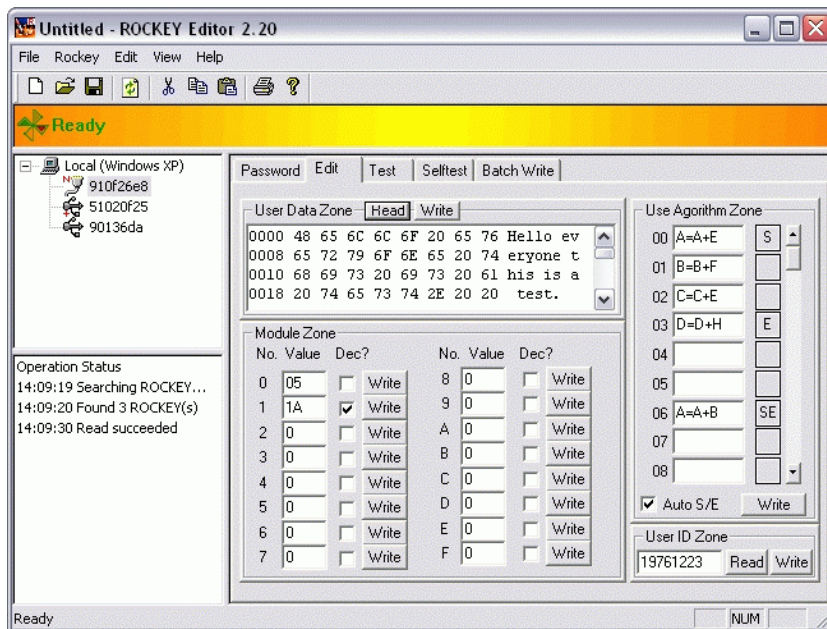 Untitled - ROCKEY Editor 2.20
File Rockey Edit View Help
Ready
Local (Windows XP)
910f26e8
51020f25
90136da
Operation Status
14:09:19 Searching ROCKEY...
14:09:20 Found 3 ROCKEY(s)
14:09:30 Read succeeded
Password Edit Test Selftest Batch Write
User Data Zone Head Write
0000 48 65 6C 6C 6F 20 65 76 Hello ev
0008 65 72 79 6F 6E 65 20 74 eryone t
0010 68 69 73 20 69 73 20 61 his is a
0018 20 74 65 73 74 2E 20 20 test.
Module Zone
No. Value Dec? No. Value Dec?
0 05 Write 8 0 Write
1 1A Write 9 0 Write
2 0 Write A 0 Write
3 0 Write B 0 Write
4 0 Write C 0 Write
5 0 Write D 0 Write
6 0 Write E 0 Write
7 0 Write F 0 Write
Use Agorithm Zone
00 A=A+E S
01 B=B+F
02 C=C+E
03 D=D+H E
04
05
06 A=A+B SE
07
08
Auto S/E Write
User ID Zone
19761223 Read Write
Ready NUM